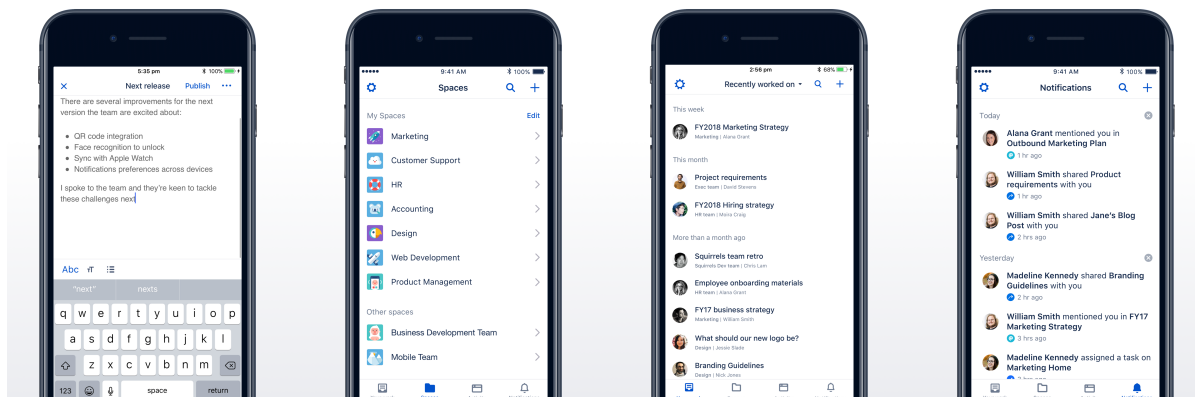 5:35 pm
100%
Next release
Publish
There are several improvements for the next
version the team are excited about:
QR code integration
Face recognition to unlock
Sync with Apple Watch
Notifications preferences across devices
I spoke to the team and they're keen to tackle
these challenges next
Abc
"next"
nexts
q w e r t y u i o p
a s d f g h j k l
z x c v b n m
123
space
return
9:41 AM
100%
Spaces
My Spaces
Edit
Marketing
Customer Support
HR
Accounting
Design
Web Development
Product Management
Other spaces
Business Development Team
Mobile Team
2:56 pm
68%
Recently worked on
This week
FY2018 Marketing Strategy
Marketing | Alana Grant
This month
Project requirements
Exec team | David Stevens
FY2018 Hiring strategy
HR team | Moira Craig
More than a month ago
Squirrels team retro
Squirrels Dev team | Chris Lam
Employee onboarding materials
HR team | Alana Grant
FY17 business strategy
Marketing | William Smith
What should our new logo be?
Design | Jessie Slade
Branding Guidelines
Design | Nick Jones
9:41 AM
100%
Notifications
Today
Alana Grant mentioned you in
Outbound Marketing Plan
1 hr ago
William Smith shared Product
requirements with you
1 hr ago
William Smith shared Jane's Blog
Post with you
2 hrs ago
Yesterday
Madeline Kennedy shared Branding
Guidelines with you
2 hr ago
William Smith mentioned you in FY17
Marketing Strategy
3 hrs ago
Madeline Kennedy assigned a task on
Marketing Home